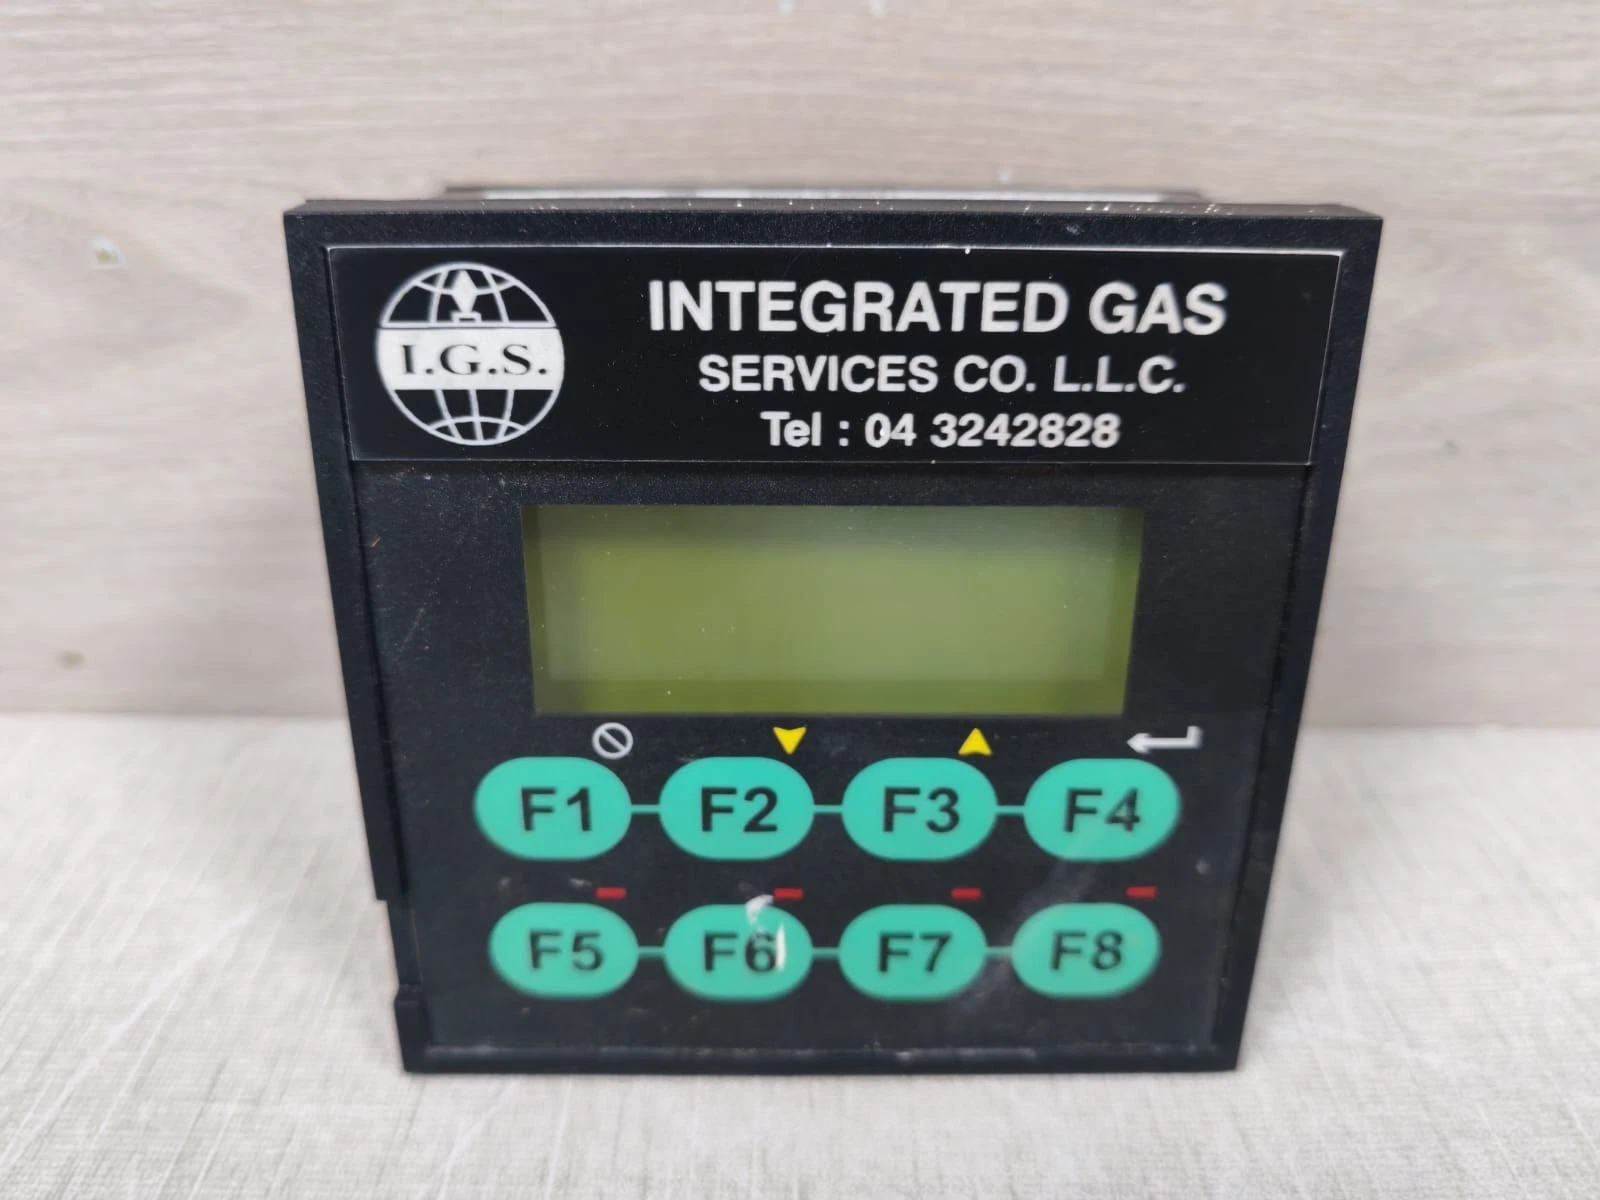 I.G.S.
INTEGRATED GAS
SERVICES CO. L.L.C.
Tel : 04 3242828
F1 F2 F3 F4
F5 F6 F7 F8